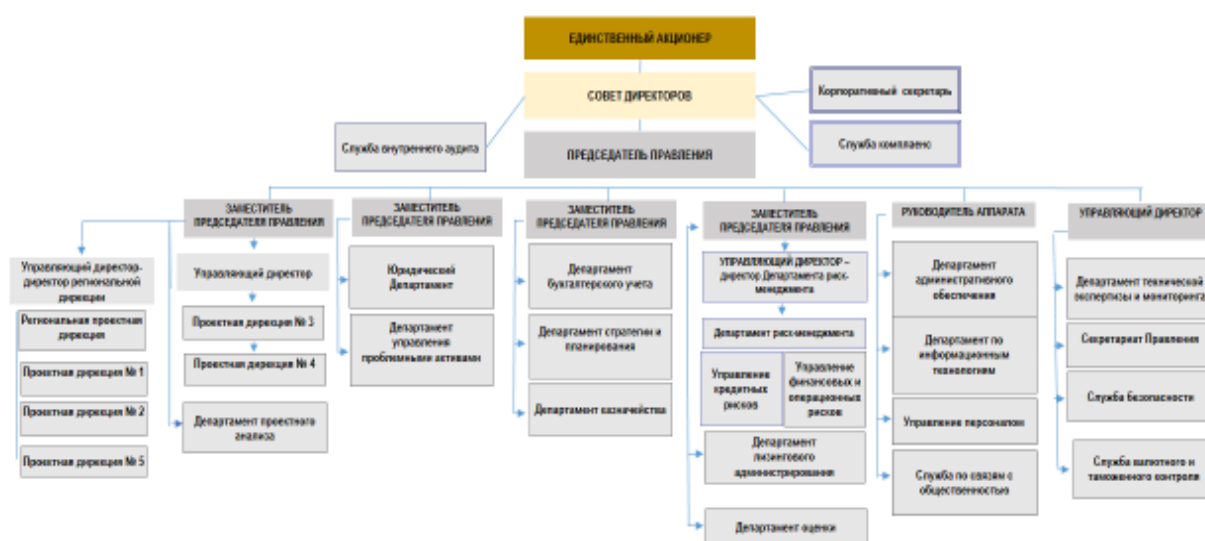 ЕДИНСТВЕННЫЙ АКЦИОНЕР
СОВЕТ ДИРЕКТОРОВ
Корпоративный секретарь
Служба внутреннего аудита
Служба комплаенс
ПРЕДСЕДАТЕЛЬ ПРАВЛЕНИЯ
ЗАМЕСТИТЕЛЬ
ПРЕДСЕДАТЕЛЯ ПРАВЛЕНИЯ
Управляющий директор-
директор региональной
дирекции
Региональная проектная
дирекция
Проектная дирекция № 1
Проектная дирекция № 2
Проектная дирекция № 5
Управляющий директор
Проектная дирекция № 3
Проектная дирекция № 4
Департамент проектного
анализа
ЗАМЕСТИТЕЛЬ
ПРЕДСЕДАТЕЛЯ ПРАВЛЕНИЯ
Юридический
Департамент
Департамент
управления
проблемными активами
ЗАМЕСТИТЕЛЬ
ПРЕДСЕДАТЕЛЯ ПРАВЛЕНИЯ
Департамент
бухгалтерского учета
Департамент стратегии и
планирования
Департамент казначейства
ЗАМЕСТИТЕЛЬ
ПРЕДСЕДАТЕЛЯ ПРАВЛЕНИЯ
УПРАВЛЯЮЩИЙ ДИРЕКТОР –
директор Департамента риск-
менеджмента
Департамент риск-менеджмента
Управление
кредитных
рисков
Управление
финансовых и
операционных
рисков
Департамент
лизингового
администрирования
Департамент оценки
РУКОВОДИТЕЛЬ АППАРАТА
Департамент
административного
обеспечения
Департамент по
информационным
технологиям
Управление персоналом
Служба по связям с
общественностью
УПРАВЛЯЮЩИЙ ДИРЕКТОР
Департамент технической
экспертизы и мониторинга
Секретариат Правления
Служба безопасности
Служба валютного и
таможенного контроля